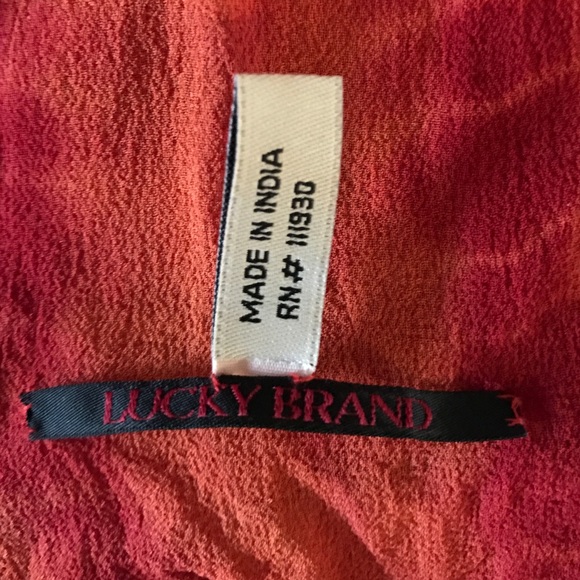 MADE IN INDIA
RN# 111930
LUCKY BRAND